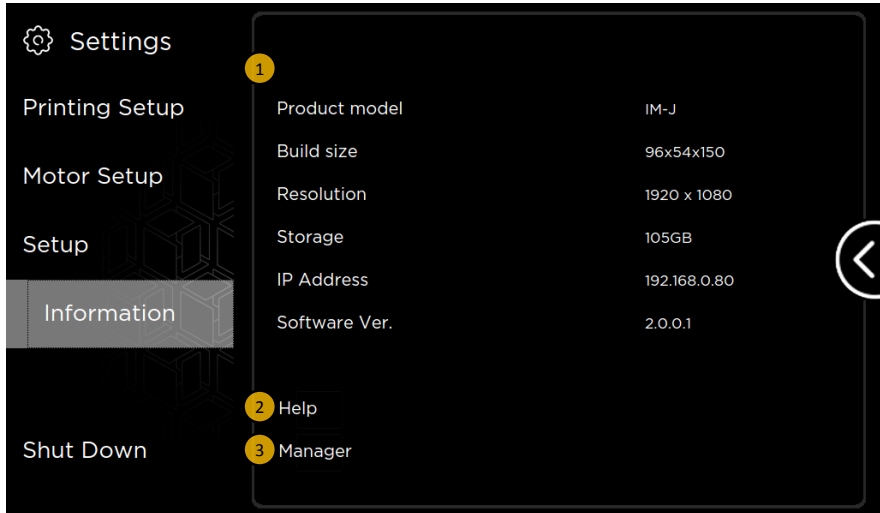 Settings
1
Printing Setup
Product model IM-J
Build size 96x54x150
Motor Setup
Resolution 1920 x 1080
Setup
Storage 105GB
IP Address 192.168.0.80
Information
Software Ver. 2.0.0.1
2 Help
Shut Down
3 Manager